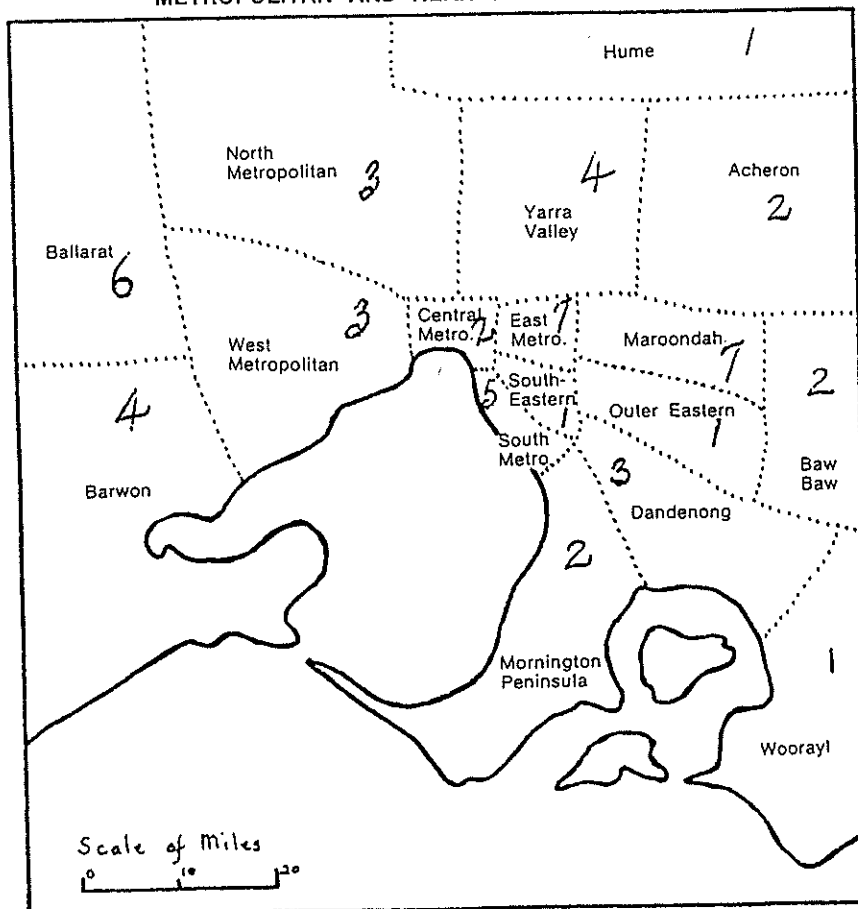 METROPOLITAN AND
Hume 1
North
Metropolitan 3
4
Yarra
Valley
Acheron
2
Ballarat
6
West
Metropolitan
3
Central
Metro. 2
East
Metro. 7
Maroondah
7
4
Barwon
5
South-
Eastern
1
Outer Eastern
1
2
Baw
Baw
South
Metro
3
Dandenong
2
Mornington
Peninsula
1
Woorayl
Scale of Miles
0 10 20